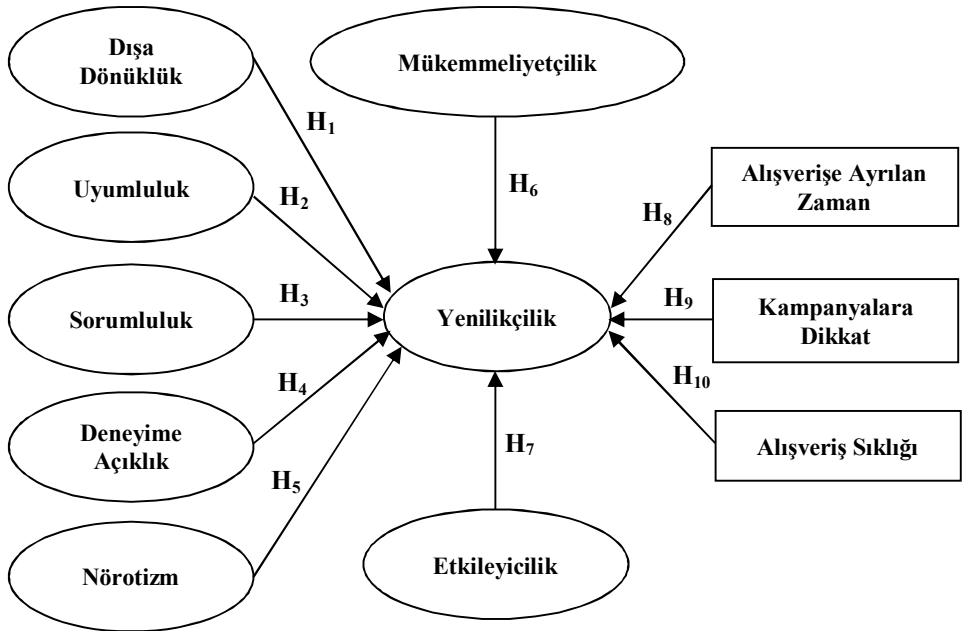 Dışa
Dönüklük
Mükemmeliyetçilik
H1
Uyumluluk
H2
H6
Alışverişe Ayrılan
Zaman
H8
Sorumluluk
H3
Yenilikçilik
H9
Kampanyalara
Dikkat
H4
H10
Deneyime
Açıklık
H7
Alışveriş Sıklığı
H5
Nörotizm
Etkileyicilik